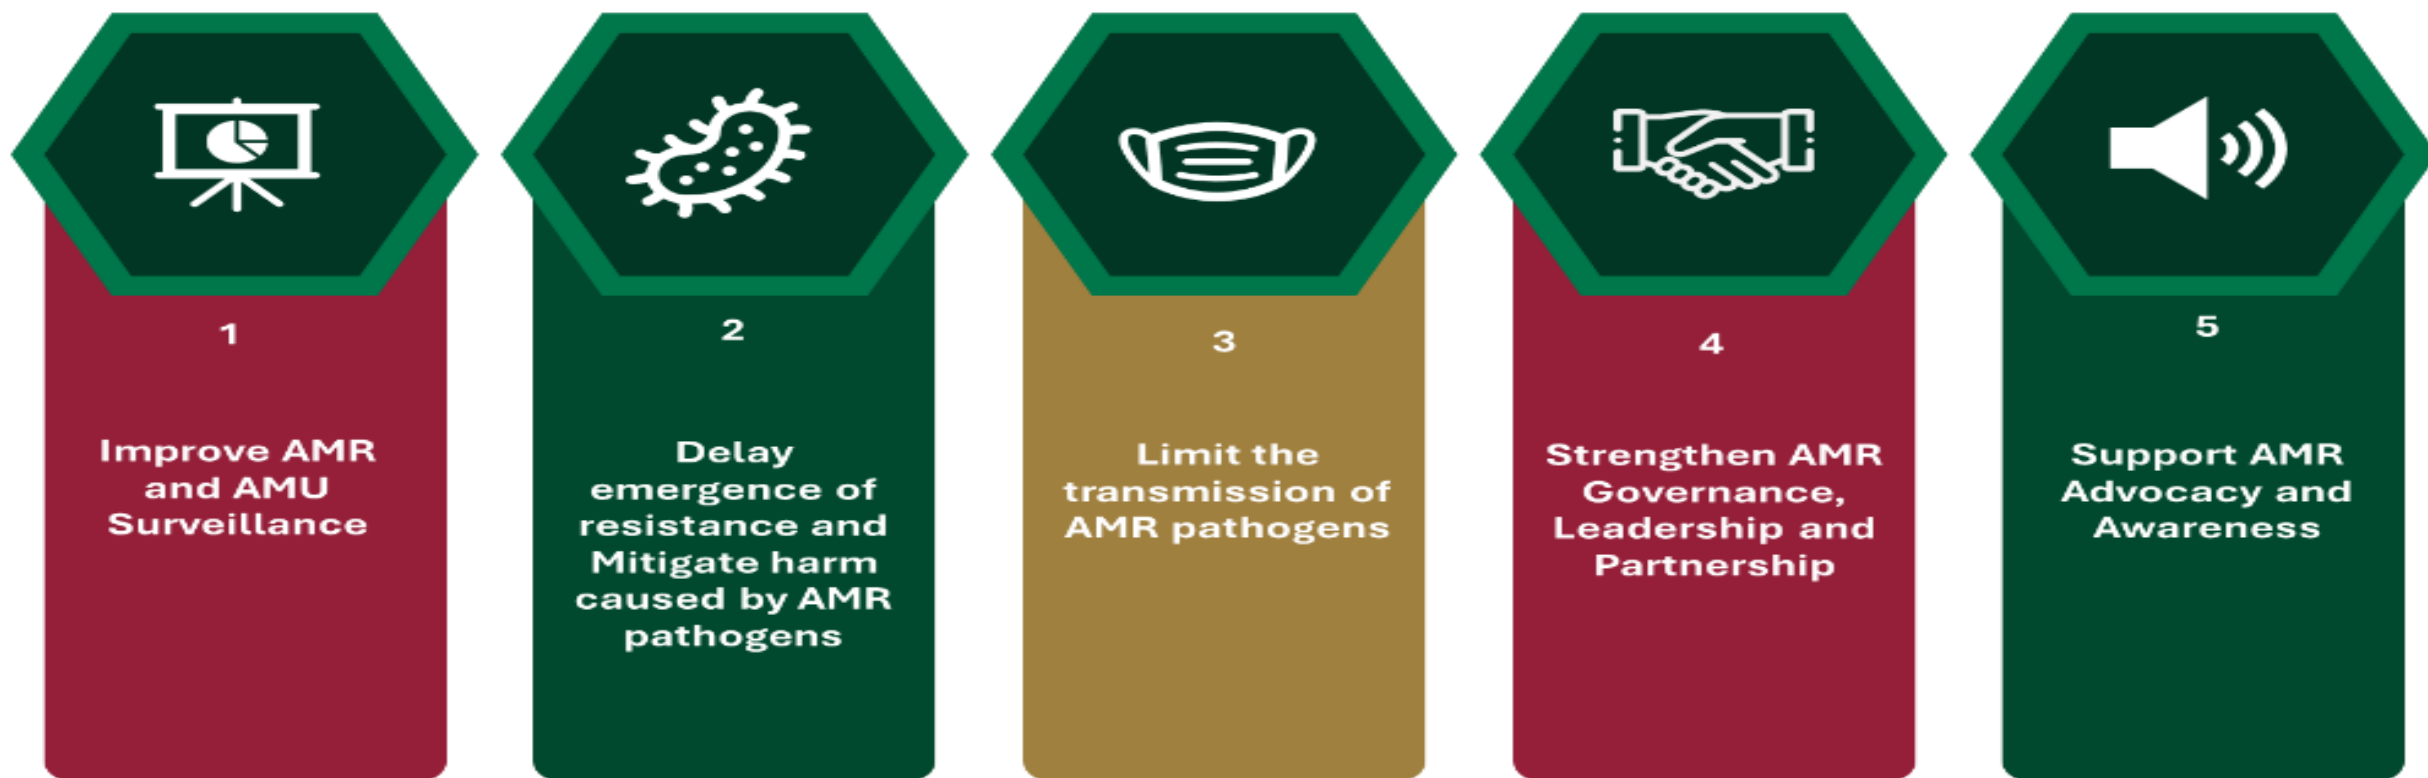 1
Improve AMR
and AMU
Surveillance
2
Delay
emergence of
resistance and
Mitigate harm
caused by AMR
pathogens
3
Limit the
transmission of
AMR pathogens
4
Strengthen AMR
Governance,
Leadership and
Partnership
5
Support AMR
Advocacy and
Awareness